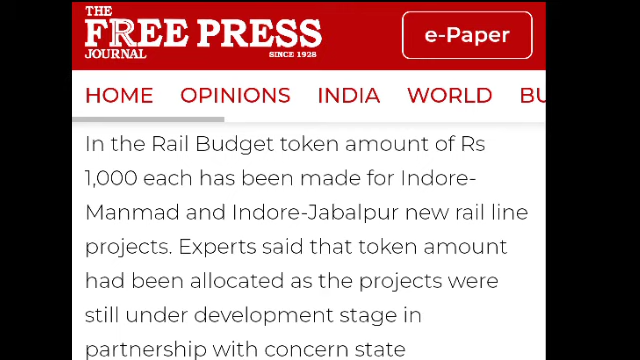 THE
FREE PRESS
JOURNAL SINCE 1928
e-Paper
HOME OPINIONS INDIA WORLD BU
In the Rail Budget token amount of Rs
1,000 each has been made for Indore-
Manmad and Indore-Jabalpur new rail line
projects. Experts said that token amount
had been allocated as the projects were
still under development stage in
partnership with concern state